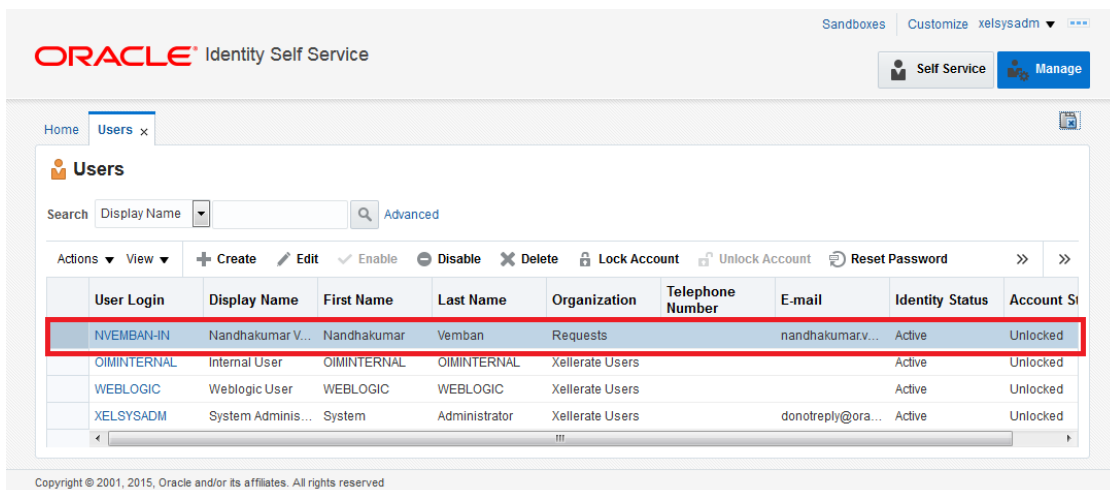 Sandboxes Customize xelsysadm
ORACLE Identity Self Service
Self Service Manage
Home Users x
Users
Search Display Name Advanced
Actions View Create Edit Enable Disable Delete Lock Account Unlock Account Reset Password
User Login Display Name First Name Last Name Organization Telephone Number E-mail Identity Status Account
NVEMBAN-IN Nandhakumar V... Nandhakumar Vemban Requests nandhakumar.v... Active Unlocked
OIMINTERNAL Internal User OIMINTERNAL OIMINTERNAL Xellerate Users Active Unlocked
WEBLOGIC Weblogic User WEBLOGIC WEBLOGIC Xellerate Users Active Unlocked
XELSYSADM System Adminis... System Administrator Xellerate Users donotreply@ora... Active Unlocked
Copyright © 2001, 2015, Oracle and/or its affiliates. All rights reserved